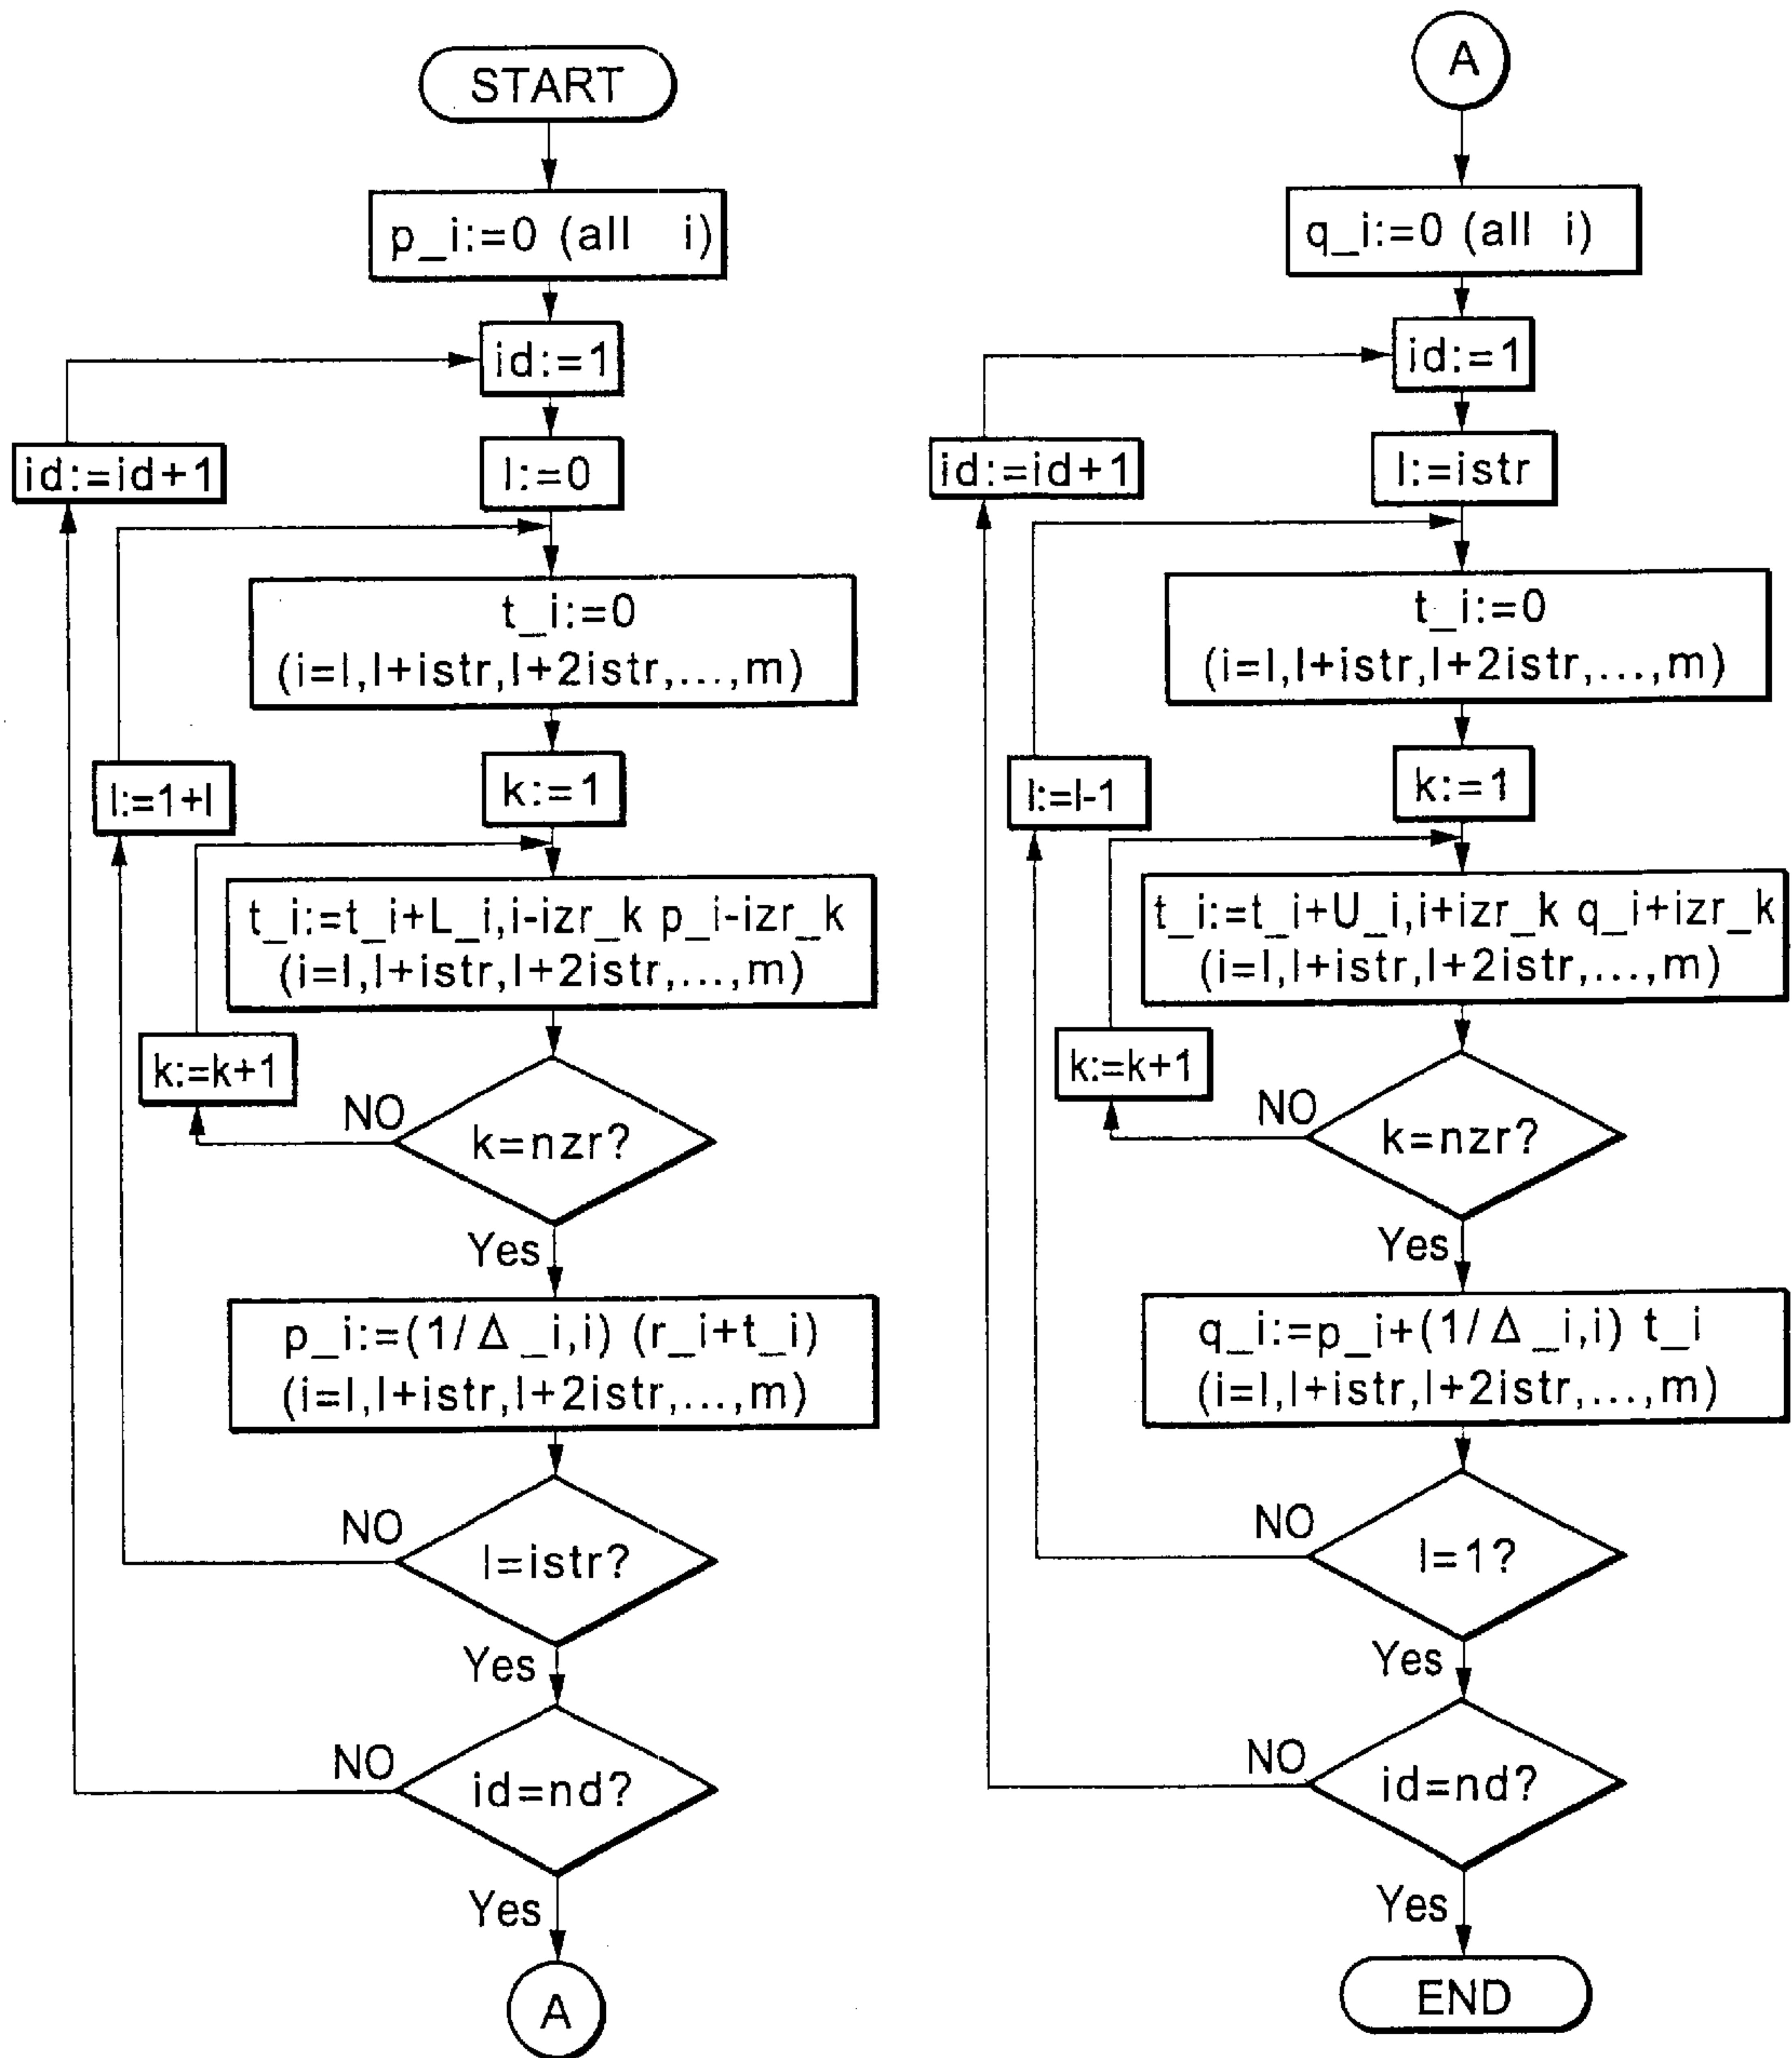 START
p_i:=0 (all i)
id:=1
id:=id+1
l:=0
t_i:=0
(i=l,l+istr,l+2istr,...,m)
l:=1+l
k:=1
t_i:=t_i+L_i,i-izr_k p_i-izr_k
(i=l,l+istr,l+2istr,...,m)
k:=k+1
NO
k=nzr?
Yes
p_i:=(1/Δ_i,i) (r_i+t_i)
(i=l,l+istr,l+2istr,...,m)
NO
l=istr?
Yes
NO
id=nd?
Yes
A
A
q_i:=0 (all i)
id:=1
id:=id+1
l:=istr
t_i:=0
(i=l,l+istr,l+2istr,...,m)
l:=l-1
k:=1
t_i:=t_i+U_i,i+izr_k q_i+izr_k
(i=l,l+istr,l+2istr,...,m)
k:=k+1
NO
k=nzr?
Yes
q_i:=p_i+(1/Δ_i,i) t_i
(i=l,l+istr,l+2istr,...,m)
NO
l=1?
Yes
NO
id=nd?
Yes
END